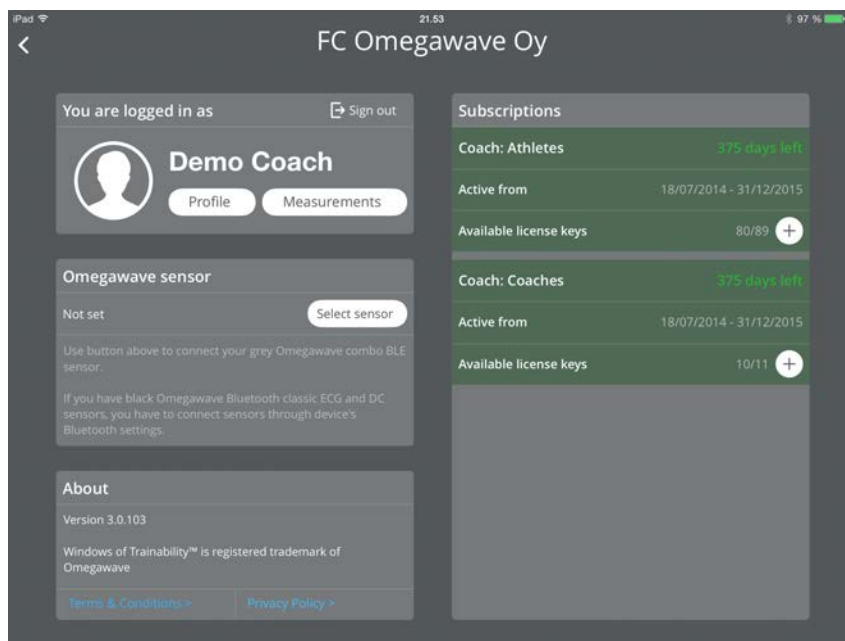 iPad
21.53
97 %
FC Omegawave Oy
You are logged in as
Sign out
Demo Coach
Profile
Measurements
Omegawave sensor
Not set
Select sensor
Use button above to connect your grey Omegawave combo BLE
sensor.
If you have black Omegawave Bluetooth classic ECG and DC
sensors, you have to connect sensors through device's
Bluetooth settings.
About
Version 3.0.103
Windows of Trainability™ is registered trademark of
Omegawave
Terms & Conditions >
Privacy Policy >
Subscriptions
Coach: Athletes
375 days left
Active from
18/07/2014 - 31/12/2015
Available license keys
80/89
Coach: Coaches
375 days left
Active from
18/07/2014 - 31/12/2015
Available license keys
10/11